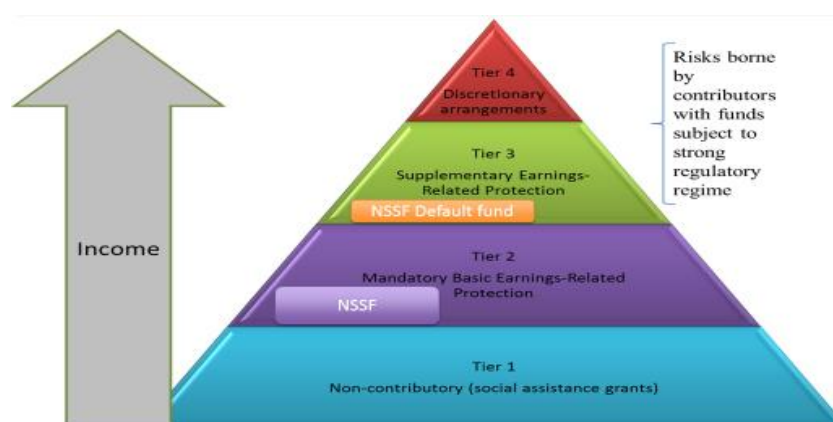 Tier 4
Discretionary
arrangements
Risks borne
by
contributors
with funds
subject to
strong
regulatory
regime
Tier 3
Supplementary Earnings-
Related Protection
NSSF Default fund
Income
Tier 2
Mandatory Basic Earnings-Related
Protection
NSSF
Tier 1
Non-contributory (social assistance grants)